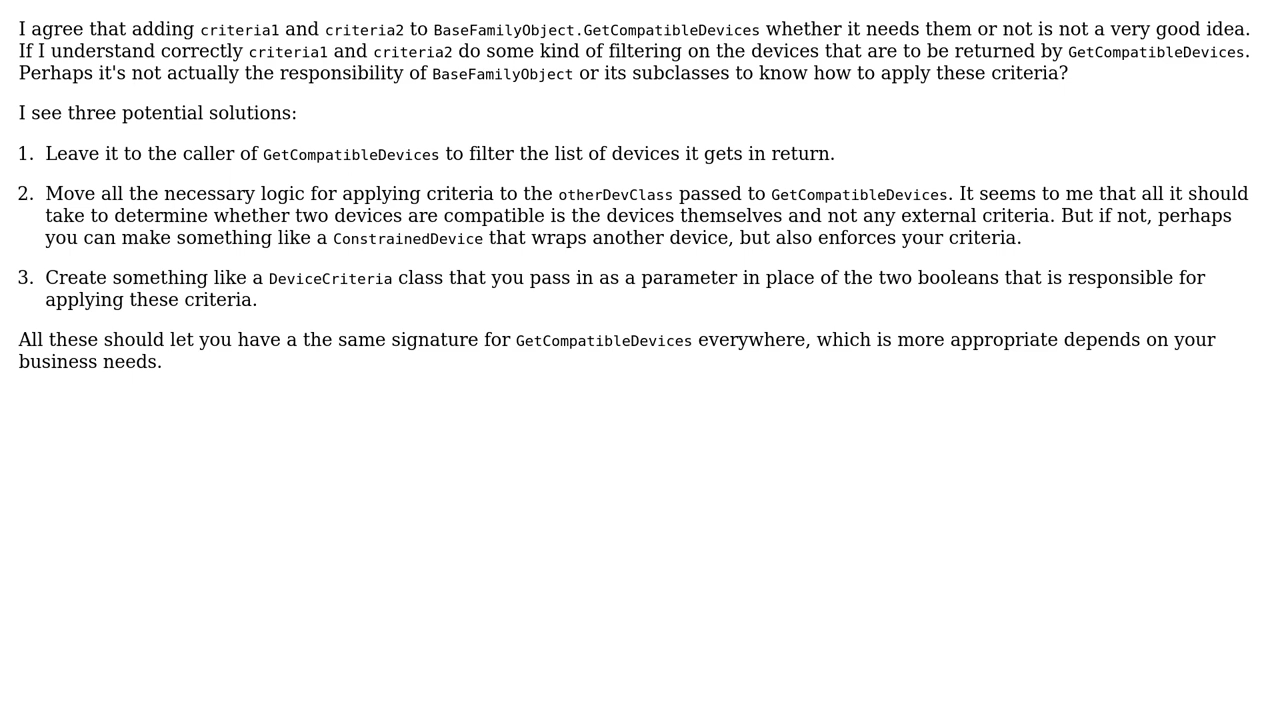 I agree that adding criteria1 and criteria2 to BaseFamilyObject.GetCompatibleDevices whether it needs them or not is not a very good idea.
If I understand correctly criteria1 and criteria2 do some kind of filtering on the devices that are to be returned by GetCompatibleDevices.
Perhaps it's not actually the responsibility of BaseFamilyObject or its subclasses to know how to apply these criteria?
I see three potential solutions:
1. Leave it to the caller of GetCompatibleDevices to filter the list of devices it gets in return.
2. Move all the necessary logic for applying criteria to the otherDevClass passed to GetCompatibleDevices. It seems to me that all it should
take to determine whether two devices are compatible is the devices themselves and not any external criteria. But if not, perhaps
you can make something like a ConstrainedDevice that wraps another device, but also enforces your criteria.
3. Create something like a DeviceCriteria class that you pass in as a parameter in place of the two booleans that is responsible for
applying these criteria.
All these should let you have a the same signature for GetCompatibleDevices everywhere, which is more appropriate depends on your
business needs.